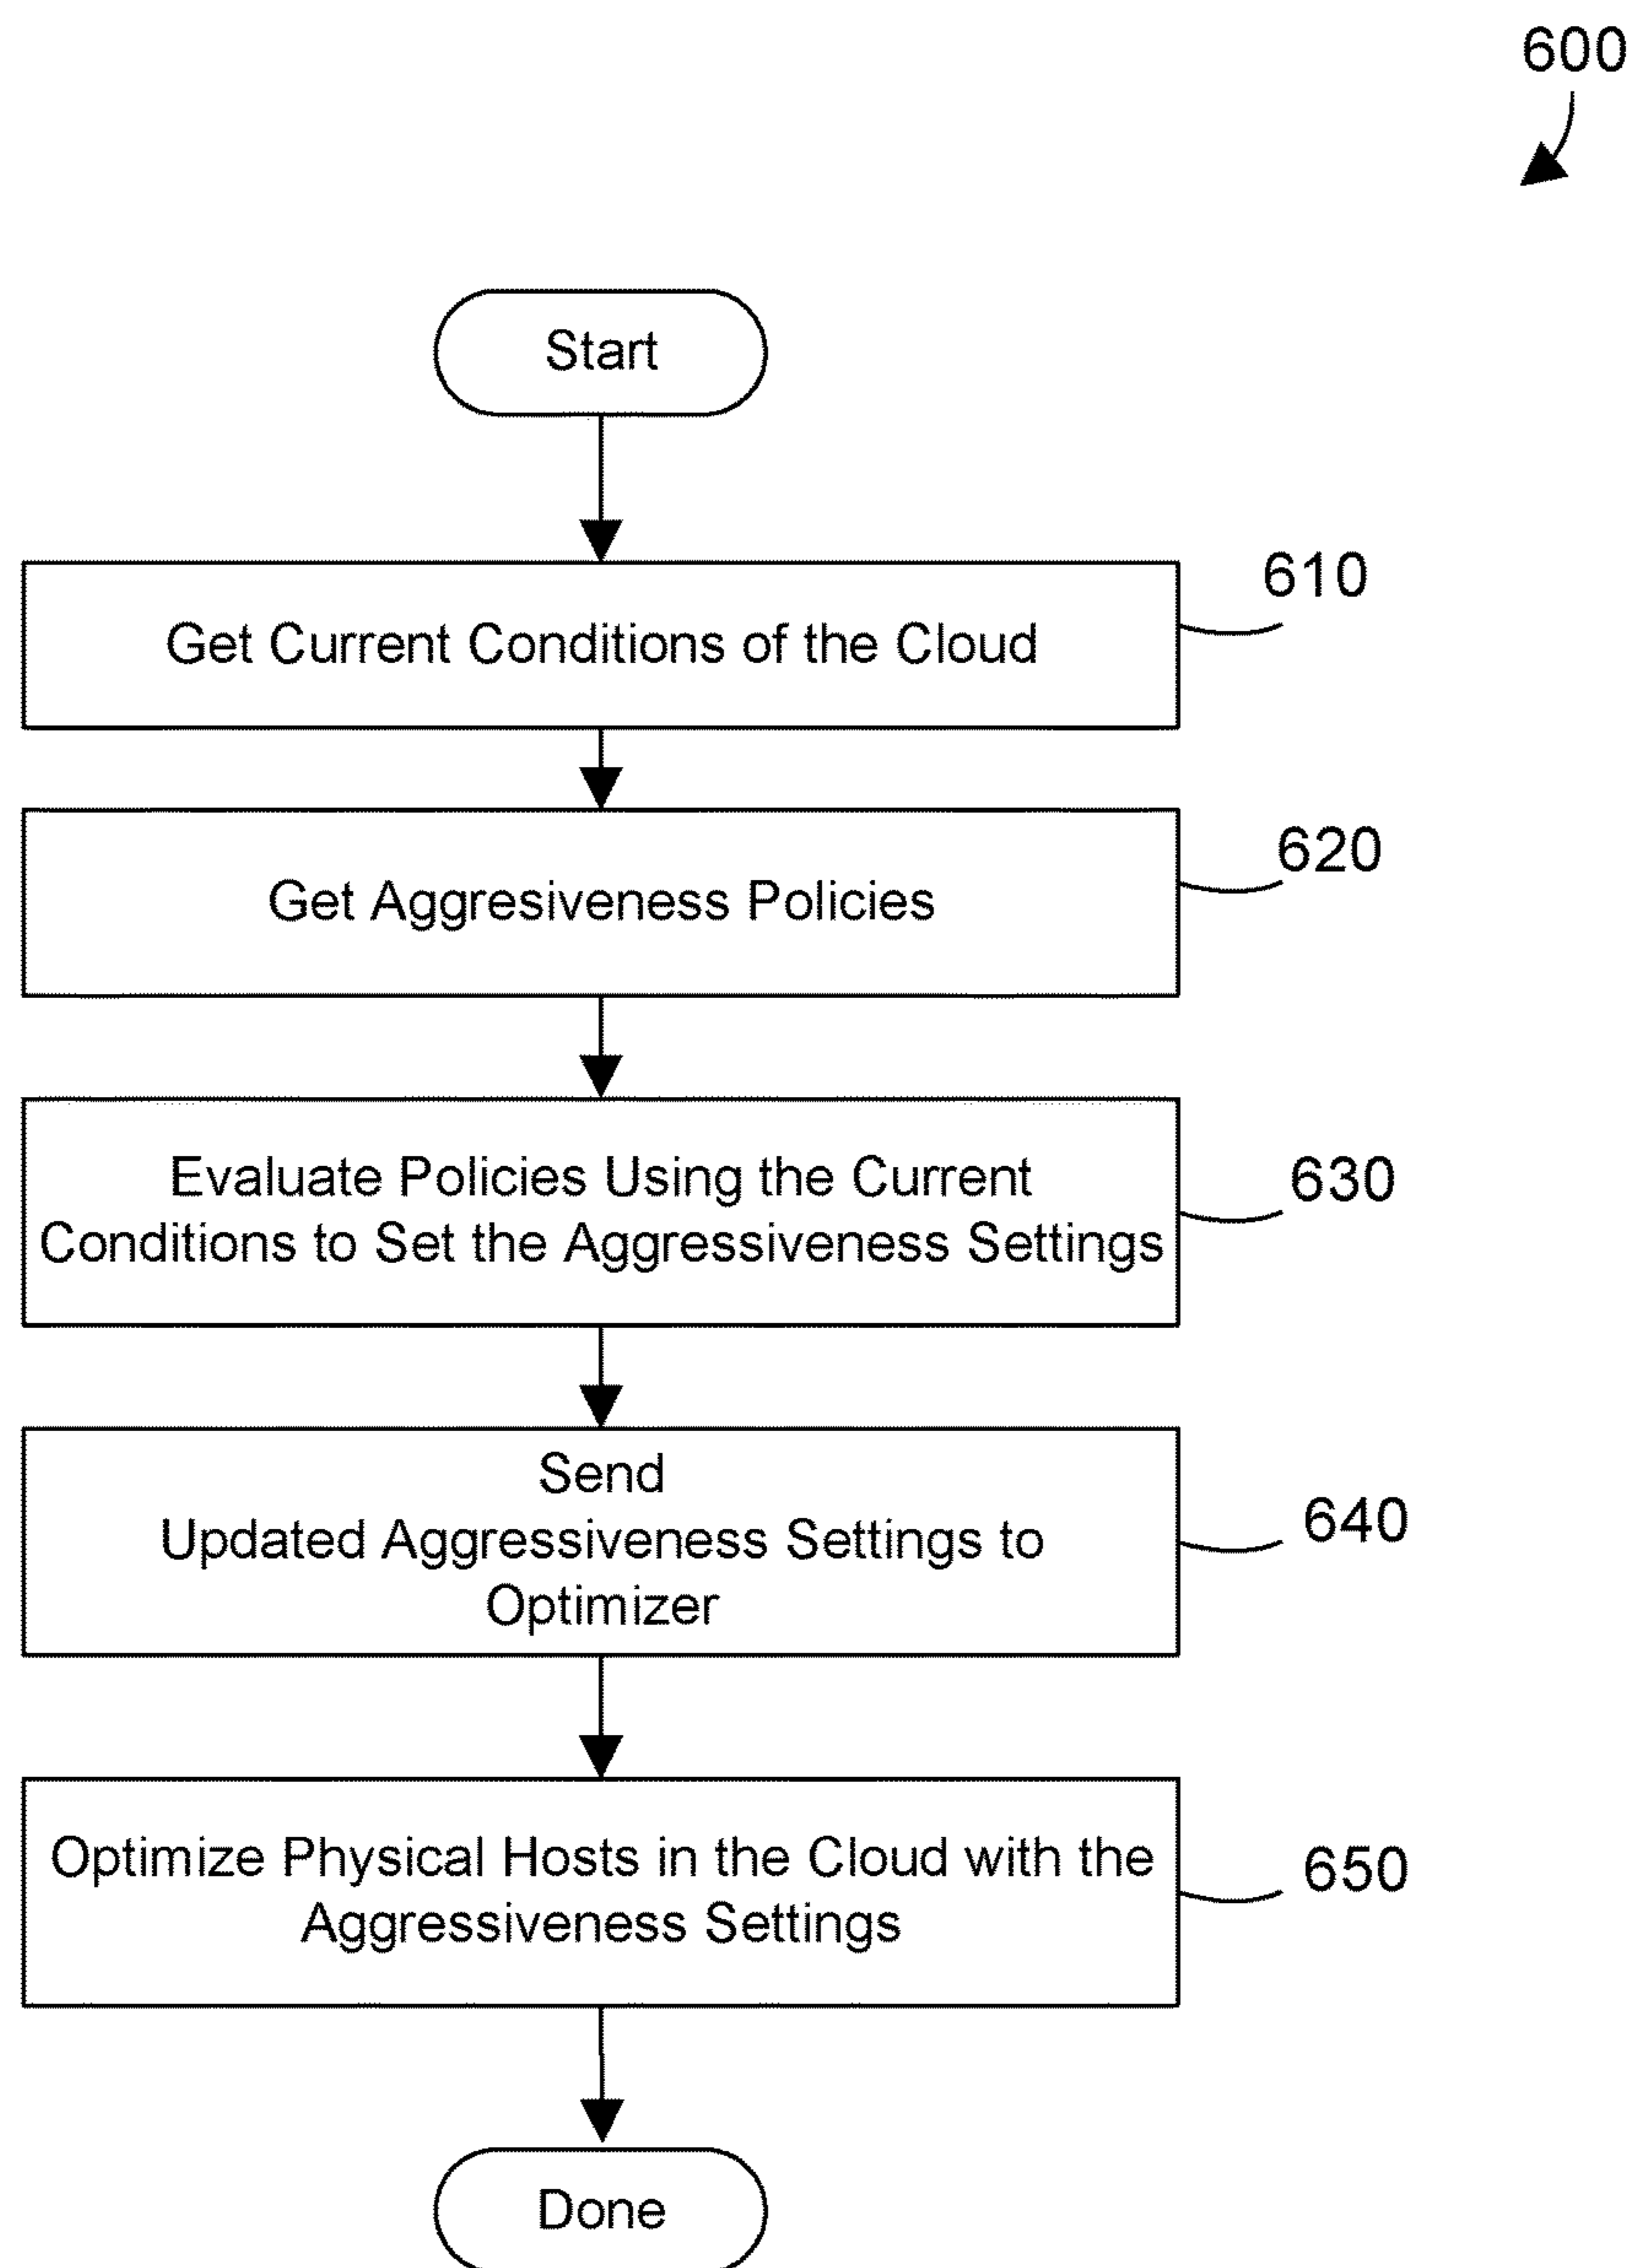 600
Start
Get Current Conditions of the Cloud
610
Get Aggresiveness Policies
620
Evaluate Policies Using the Current
Conditions to Set the Aggressiveness Settings
630
Send
Updated Aggressiveness Settings to
Optimizer
640
Optimize Physical Hosts in the Cloud with the
Aggressiveness Settings
650
Done